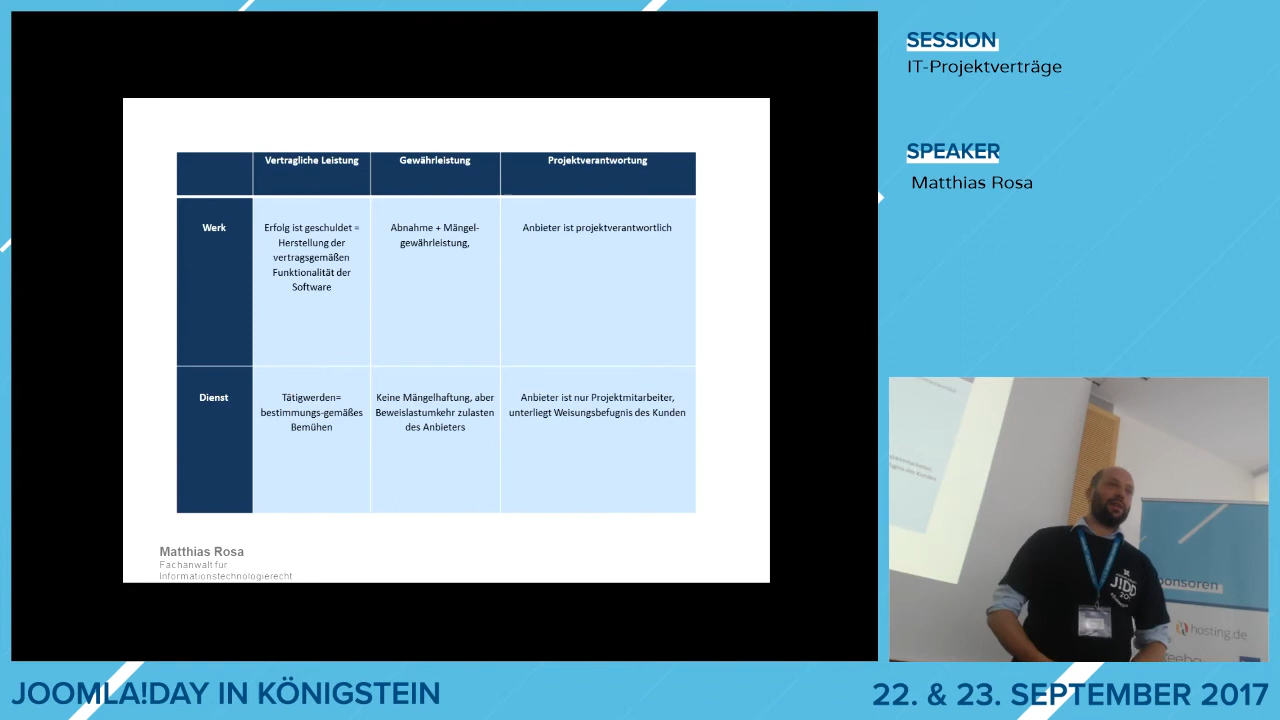 SESSION
IT-Projektverträge
SPEAKER
Matthias Rosa
Vertragliche Leistung
Gewährleistung
Projektverantwortung
Werk
Erfolg ist geschuldet =
Herstellung der
vertragsgemäßen
Funktionalität der
Software
Abnahme + Mängel-
gewährleistung,
Anbieter ist projektverantwortlich
Dienst
Tätigwerden=
bestimmungs-gemäßes
Bemühen
Keine Mängelhaftung, aber
Beweislastumkehr zulasten
des Anbieters
Anbieter ist nur Projektmitarbeiter,
unterliegt Weisungsbefugnis des Kunden
Matthias Rosa
Fachanwalt für
Informationstechnologierecht
J!DD
onsoren
hosting.de
JOOMLA!DAY IN KÖNIGSTEIN
22. & 23. SEPTEMBER 2017